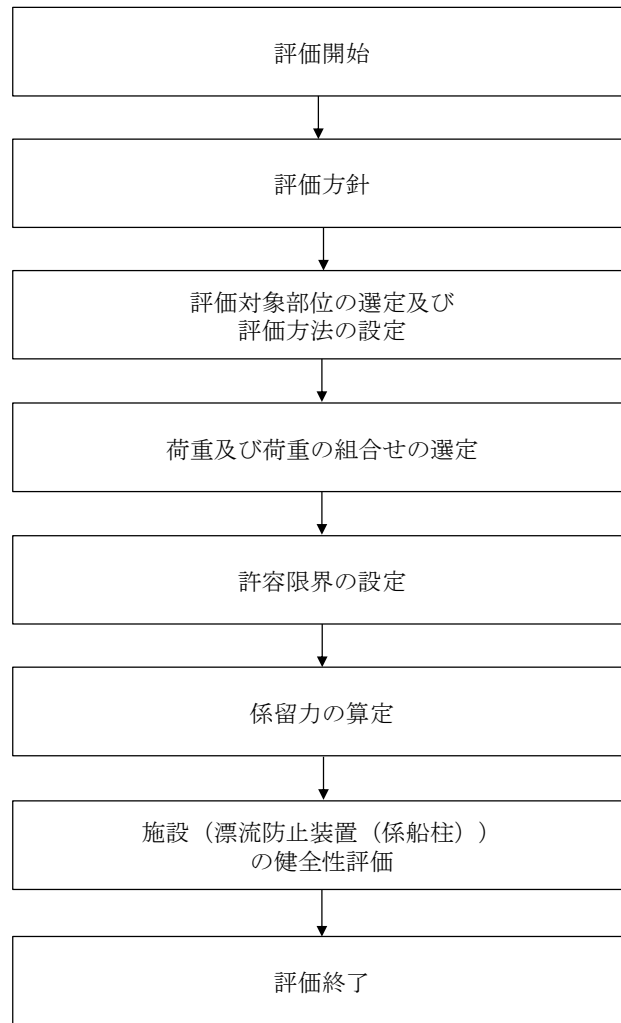 評価開始
評価方針
評価対象部位の選定及び
評価方法の設定
荷重及び荷重の組合せの選定
許容限界の設定
係留力の算定
施設（漂流防止装置（係船柱））
の健全性評価
評価終了